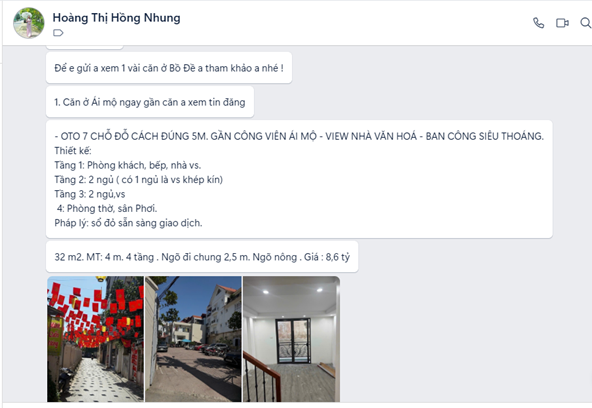 Hoàng Thị Hồng Nhung
Để e gửi a xem 1 vài căn ở Bồ Đề a tham khảo a nhé !
1. Căn ở Ái mộ ngay gần căn a xem tin đăng
- OTO 7 CHỖ ĐỖ CÁCH ĐÚNG 5M. GẦN CÔNG VIÊN ÁI MỘ - VIEW NHÀ VĂN HOÁ - BAN CÔNG SIÊU THOÁNG.
Thiết kế:
Tầng 1: Phòng khách, bếp, nhà vs.
Tầng 2: 2 ngủ ( có 1 ngủ là vs khép kín)
Tầng 3: 2 ngủ,vs
4: Phòng thờ, sân Phơi.
Pháp lý: sổ đỏ sẵn sàng giao dịch.
32 m2. MT: 4 m. 4 tầng . Ngõ đi chung 2,5 m. Ngõ nông . Giá : 8,6 tỷ